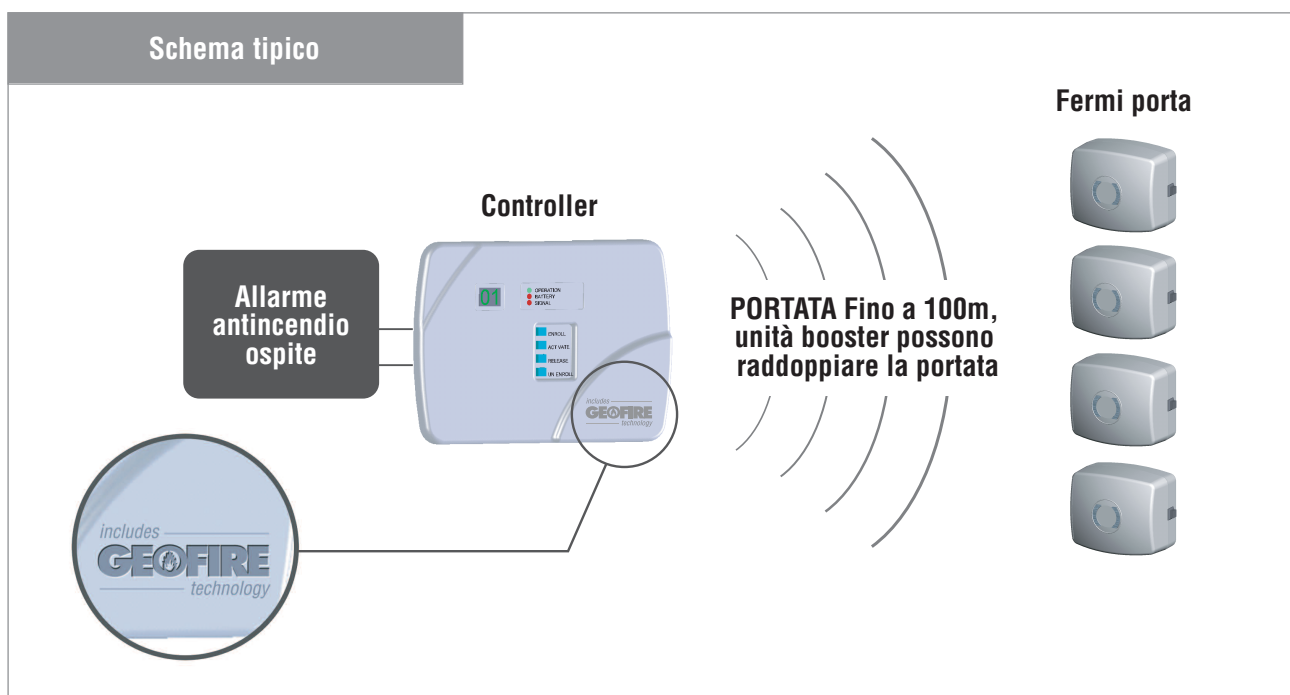 Schema tipico
Fermi porta
Controller
Allarme
antincendio
ospite
01
OPERATION
BATTERY
SIGNAL
ENROLL
ACTIVATE
RELEASE
UN ENROLL
includes
GEOFIRE
technology
PORTATA Fino a 100m,
unità booster possono
raddoppiare la portata
includes
GEOFIRE
technology